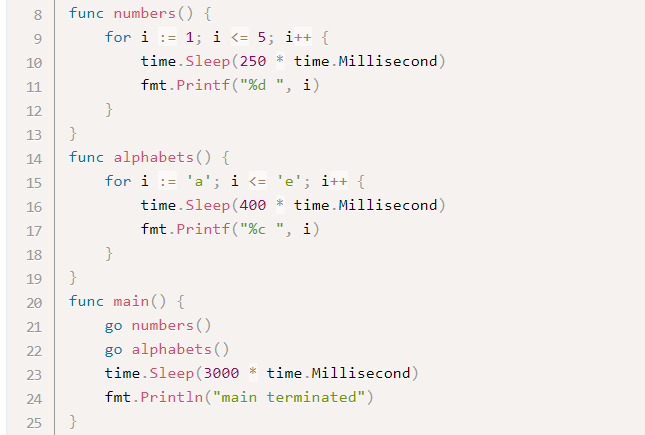 8 func numbers() {
9     for i := 1; i <= 5; i++ {
10         time.Sleep(250 * time.Millisecond)
11         fmt.Printf("%d ", i)
12     }
13 }
14 func alphabets() {
15     for i := 'a'; i <= 'e'; i++ {
16         time.Sleep(400 * time.Millisecond)
17         fmt.Printf("%c ", i)
18     }
19 }
20 func main() {
21     go numbers()
22     go alphabets()
23     time.Sleep(3000 * time.Millisecond)
24     fmt.Println("main terminated")
25 }